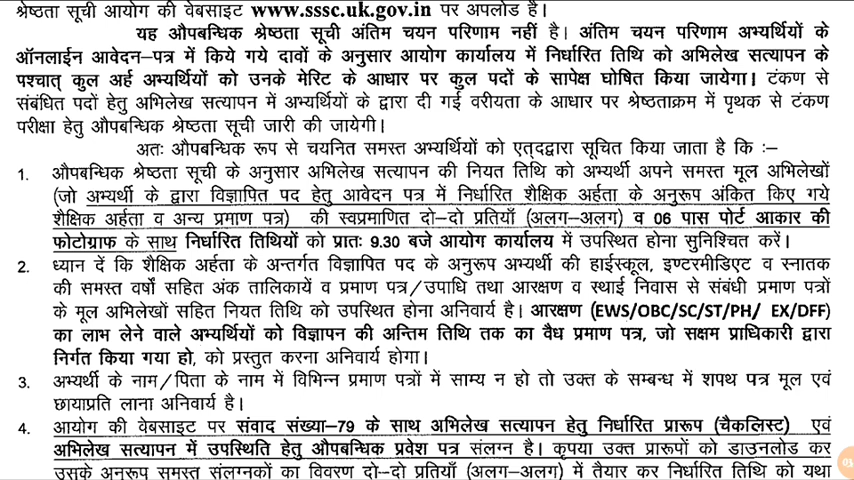 श्रेष्ठता सूची आयोग की वेबसाइट www.sssc.uk.gov.in पर अपलोड है।
यह औपबन्धिक श्रेष्ठता सूची अंतिम चयन परिणाम नहीं है। अंतिम चयन परिणाम अभ्यर्थियों के
ऑनलाईन आवेदन–पत्र में किये गये दावों के अनुसार आयोग कार्यालय में निर्धारित तिथि को अभिलेख सत्यापन के
पश्चात् कुल अर्ह अभ्यर्थियों को उनके मेरिट के आधार पर कुल पदों के सापेक्ष घोषित किया जायेगा। टंकण से
संबंधित पदों हेतु अभिलेख सत्यापन में अभ्यर्थियों के द्वारा दी गई वरीयता के आधार पर श्रेष्ठताक्रम में पृथक से टंकण
परीक्षा हेतु औपबन्धिक श्रेष्ठता सूची जारी की जायेगी।
अतः औपबन्धिक रूप से चयनित समस्त अभ्यर्थियों को एत्द्द्वारा सूचित किया जाता है कि :–
1. औपबन्धिक श्रेष्ठता सूची के अनुसार अभिलेख सत्यापन की नियत तिथि को अभ्यर्थी अपने समस्त मूल अभिलेखों
(जो अभ्यर्थी के द्वारा विज्ञापित पद हेतु आवेदन पत्र में निर्धारित शैक्षिक अर्हता के अनुरूप अंकित किए गये
शैक्षिक अर्हता व अन्य प्रमाण पत्र) की स्वप्रमाणित दो–दो प्रतियाँ (अलग–अलग) व 06 पास पोर्ट आकार की
फोटोग्राफ के साथ निर्धारित तिथियों को प्रातः 9.30 बजे आयोग कार्यालय में उपस्थित होना सुनिश्चित करें।
2. ध्यान दें कि शैक्षिक अर्हता के अन्तर्गत विज्ञापित पद के अनुरूप अभ्यर्थी की हाईस्कूल, इण्टरमीडिएट व स्नातक
की समस्त वर्षों सहित अंक तालिकायें व प्रमाण पत्र/उपाधि तथा आरक्षण व स्थाई निवास से संबंधी प्रमाण पत्रों
के मूल अभिलेखों सहित नियत तिथि को उपस्थित होना अनिवार्य है। आरक्षण (EWS/OBC/SC/ST/PH/ EX/DFF)
का लाभ लेने वाले अभ्यर्थियों को विज्ञापन की अन्तिम तिथि तक का वैध प्रमाण पत्र, जो सक्षम प्राधिकारी द्वारा
निर्गत किया गया हो, को प्रस्तुत करना अनिवार्य होगा।
3. अभ्यर्थी के नाम/पिता के नाम में विभिन्न प्रमाण पत्रों में साम्य न हो तो उक्त के सम्बन्ध में शपथ पत्र मूल एवं
छायाप्रति लाना अनिवार्य है।
4. आयोग की वेबसाइट पर संवाद संख्या–79 के साथ अभिलेख सत्यापन हेतु निर्धारित प्रारूप (चैकलिस्ट) एवं
अभिलेख सत्यापन में उपस्थिति हेतु औपबन्धिक प्रवेश पत्र संलग्न है। कृपया उक्त प्रारूपों को डाउनलोड कर
उसके अनुरूप समस्त संलग्नकों का विवरण दो–दो प्रतियाँ (अलग–अलग) में तैयार कर निर्धारित तिथि को यथा